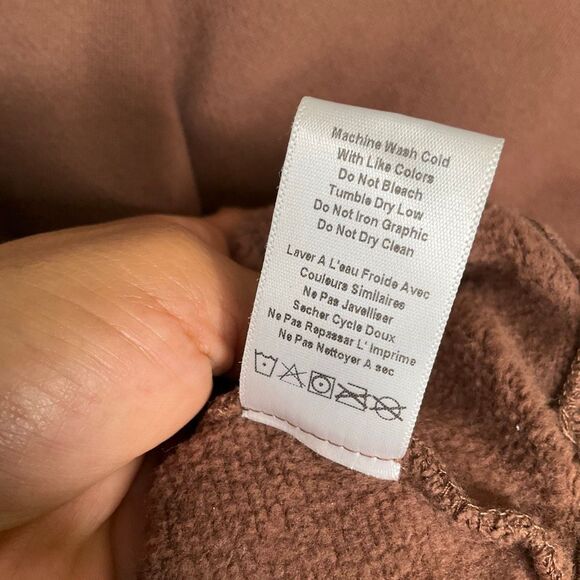 Machine Wash Cold
With Like Colors
Do Not Bleach
Tumble Dry Low
Do Not Iron Graphic
Do Not Dry Clean
Laver A L'eau Froide Avec
Couleurs Similaires
Ne Pas Javelliser
Secher Cycle Doux
Ne Pas Repassar L' Imprime
Ne Pas Nettoyer A sec